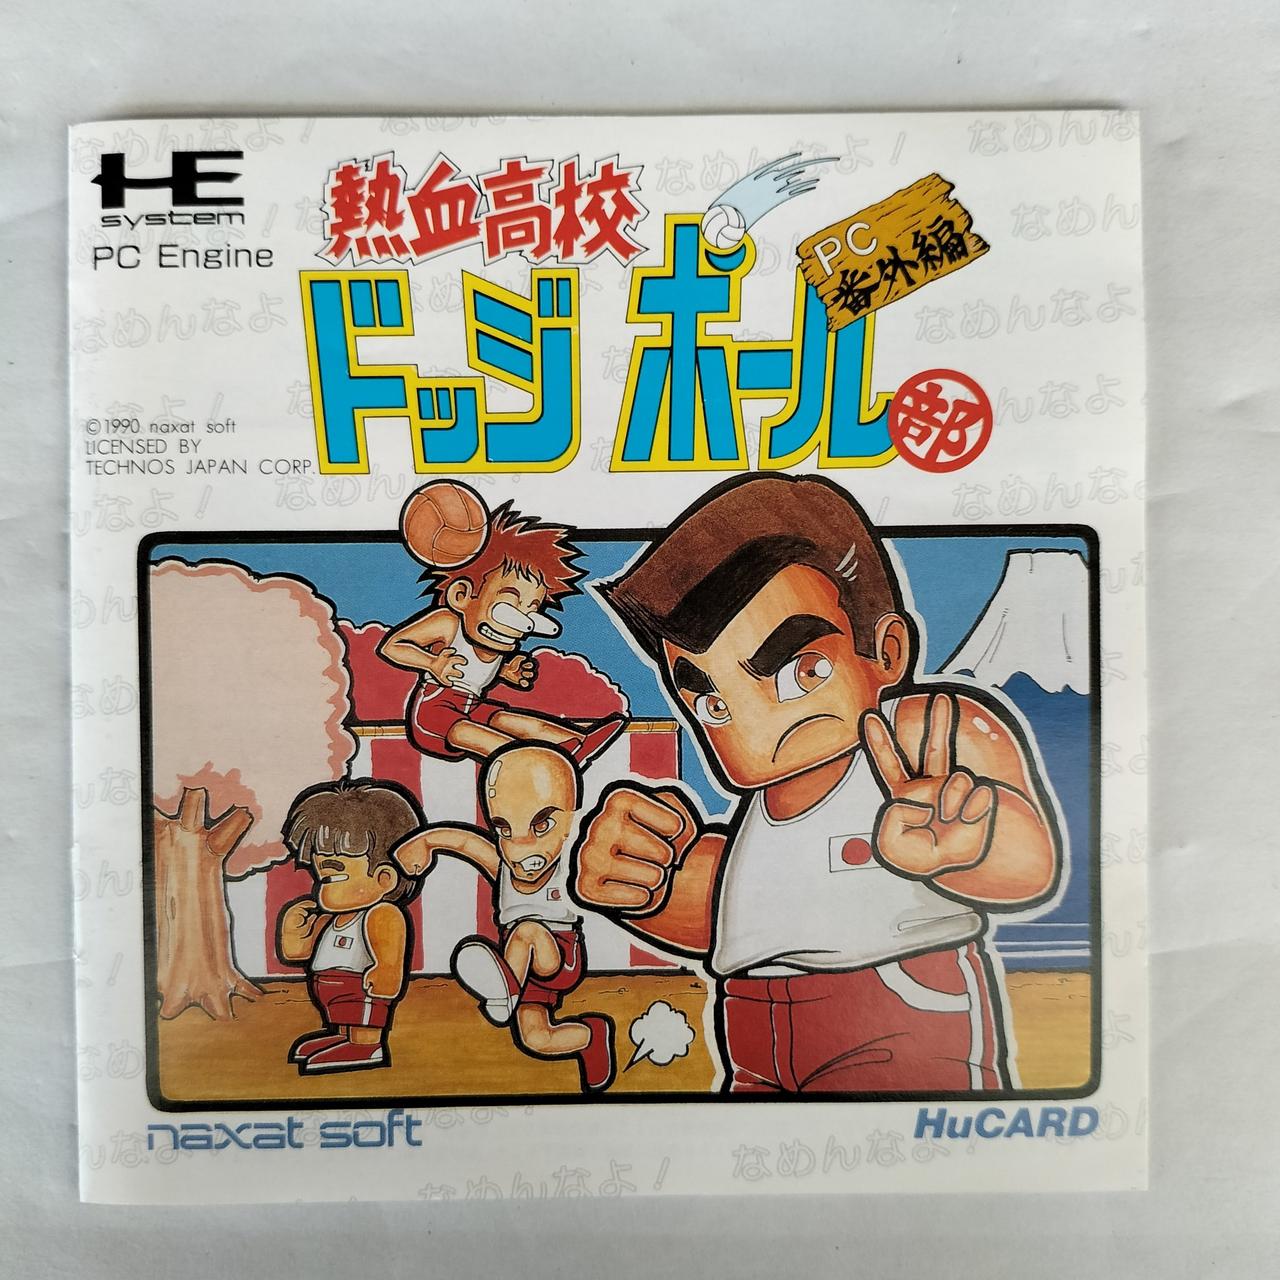 HE
system
PC Engine
熱血高校
ドッジボール部
PC
番外編
©1990 naxat soft
LICENSED BY
TECHNOS JAPAN CORP.
naxat soft
HuCARD
なめんなよ!